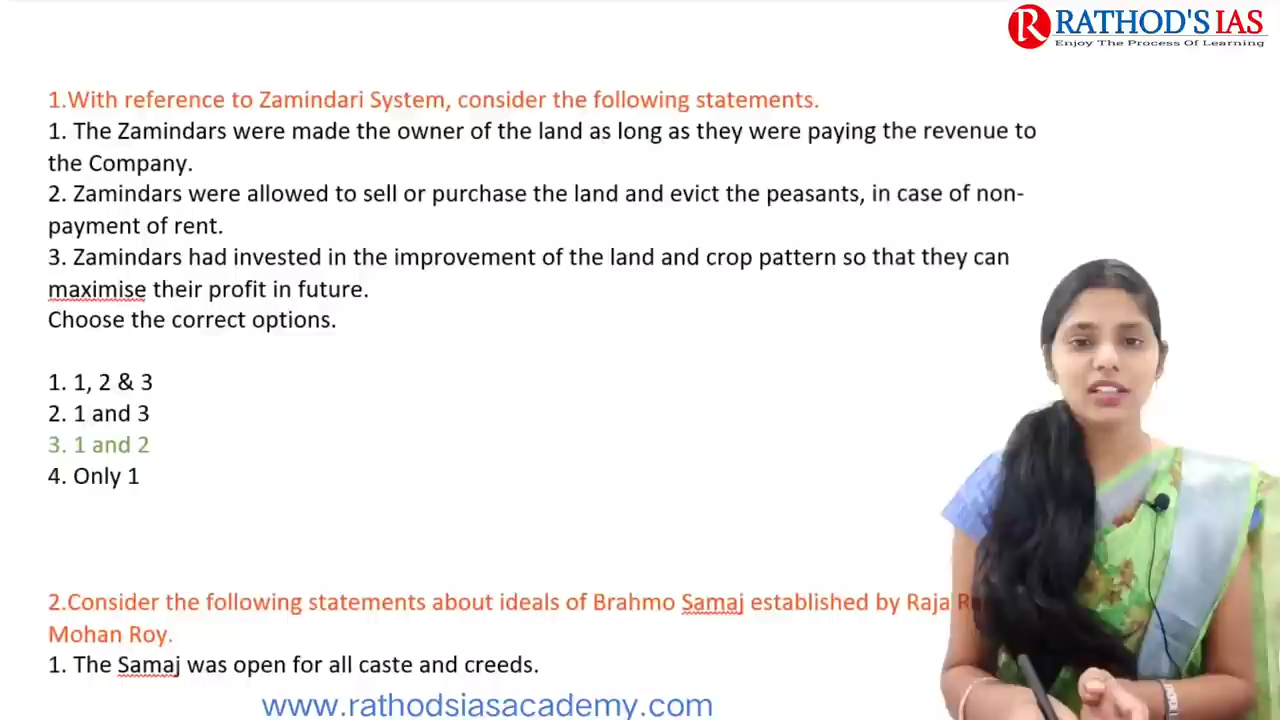 RATHOD'S IAS
Enjoy The Process Of Learning
1.With reference to Zamindari System, consider the following statements.
1. The Zamindars were made the owner of the land as long as they were paying the revenue to
the Company.
2. Zamindars were allowed to sell or purchase the land and evict the peasants, in case of non-
payment of rent.
3. Zamindars had invested in the improvement of the land and crop pattern so that they can
maximise their profit in future.
Choose the correct options.
1. 1, 2 & 3
2. 1 and 3
3. 1 and 2
4. Only 1
2.Consider the following statements about ideals of Brahmo Samaj established by Raja
Mohan Roy.
1. The Samaj was open for all caste and creeds.
www.rathodsiasacademy.com